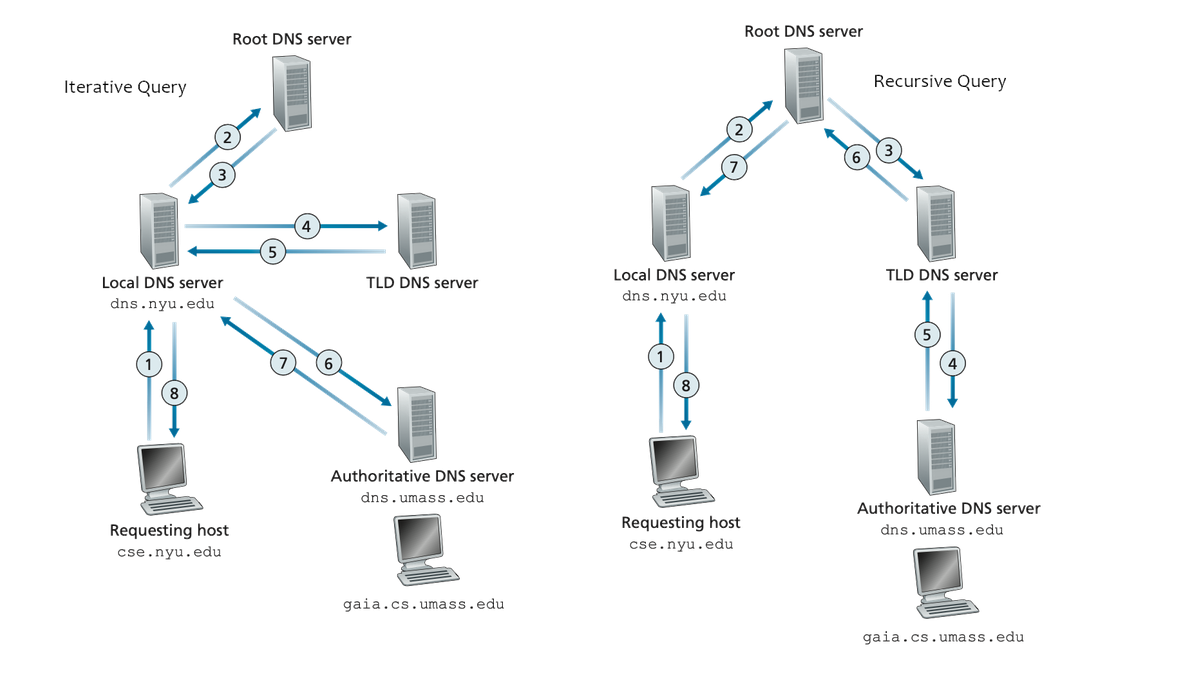 Root DNS server
Iterative Query
2
3
4
5
Local DNS server
dns.nyu.edu
TLD DNS server
1
8
7
6
Authoritative DNS server
dns.umass.edu
Requesting host
cse.nyu.edu
gaia.cs.umass.edu
Root DNS server
Recursive Query
2
7
3
6
Local DNS server
dns.nyu.edu
TLD DNS server
1
8
5
4
Requesting host
cse.nyu.edu
Authoritative DNS server
dns.umass.edu
gaia.cs.umass.edu